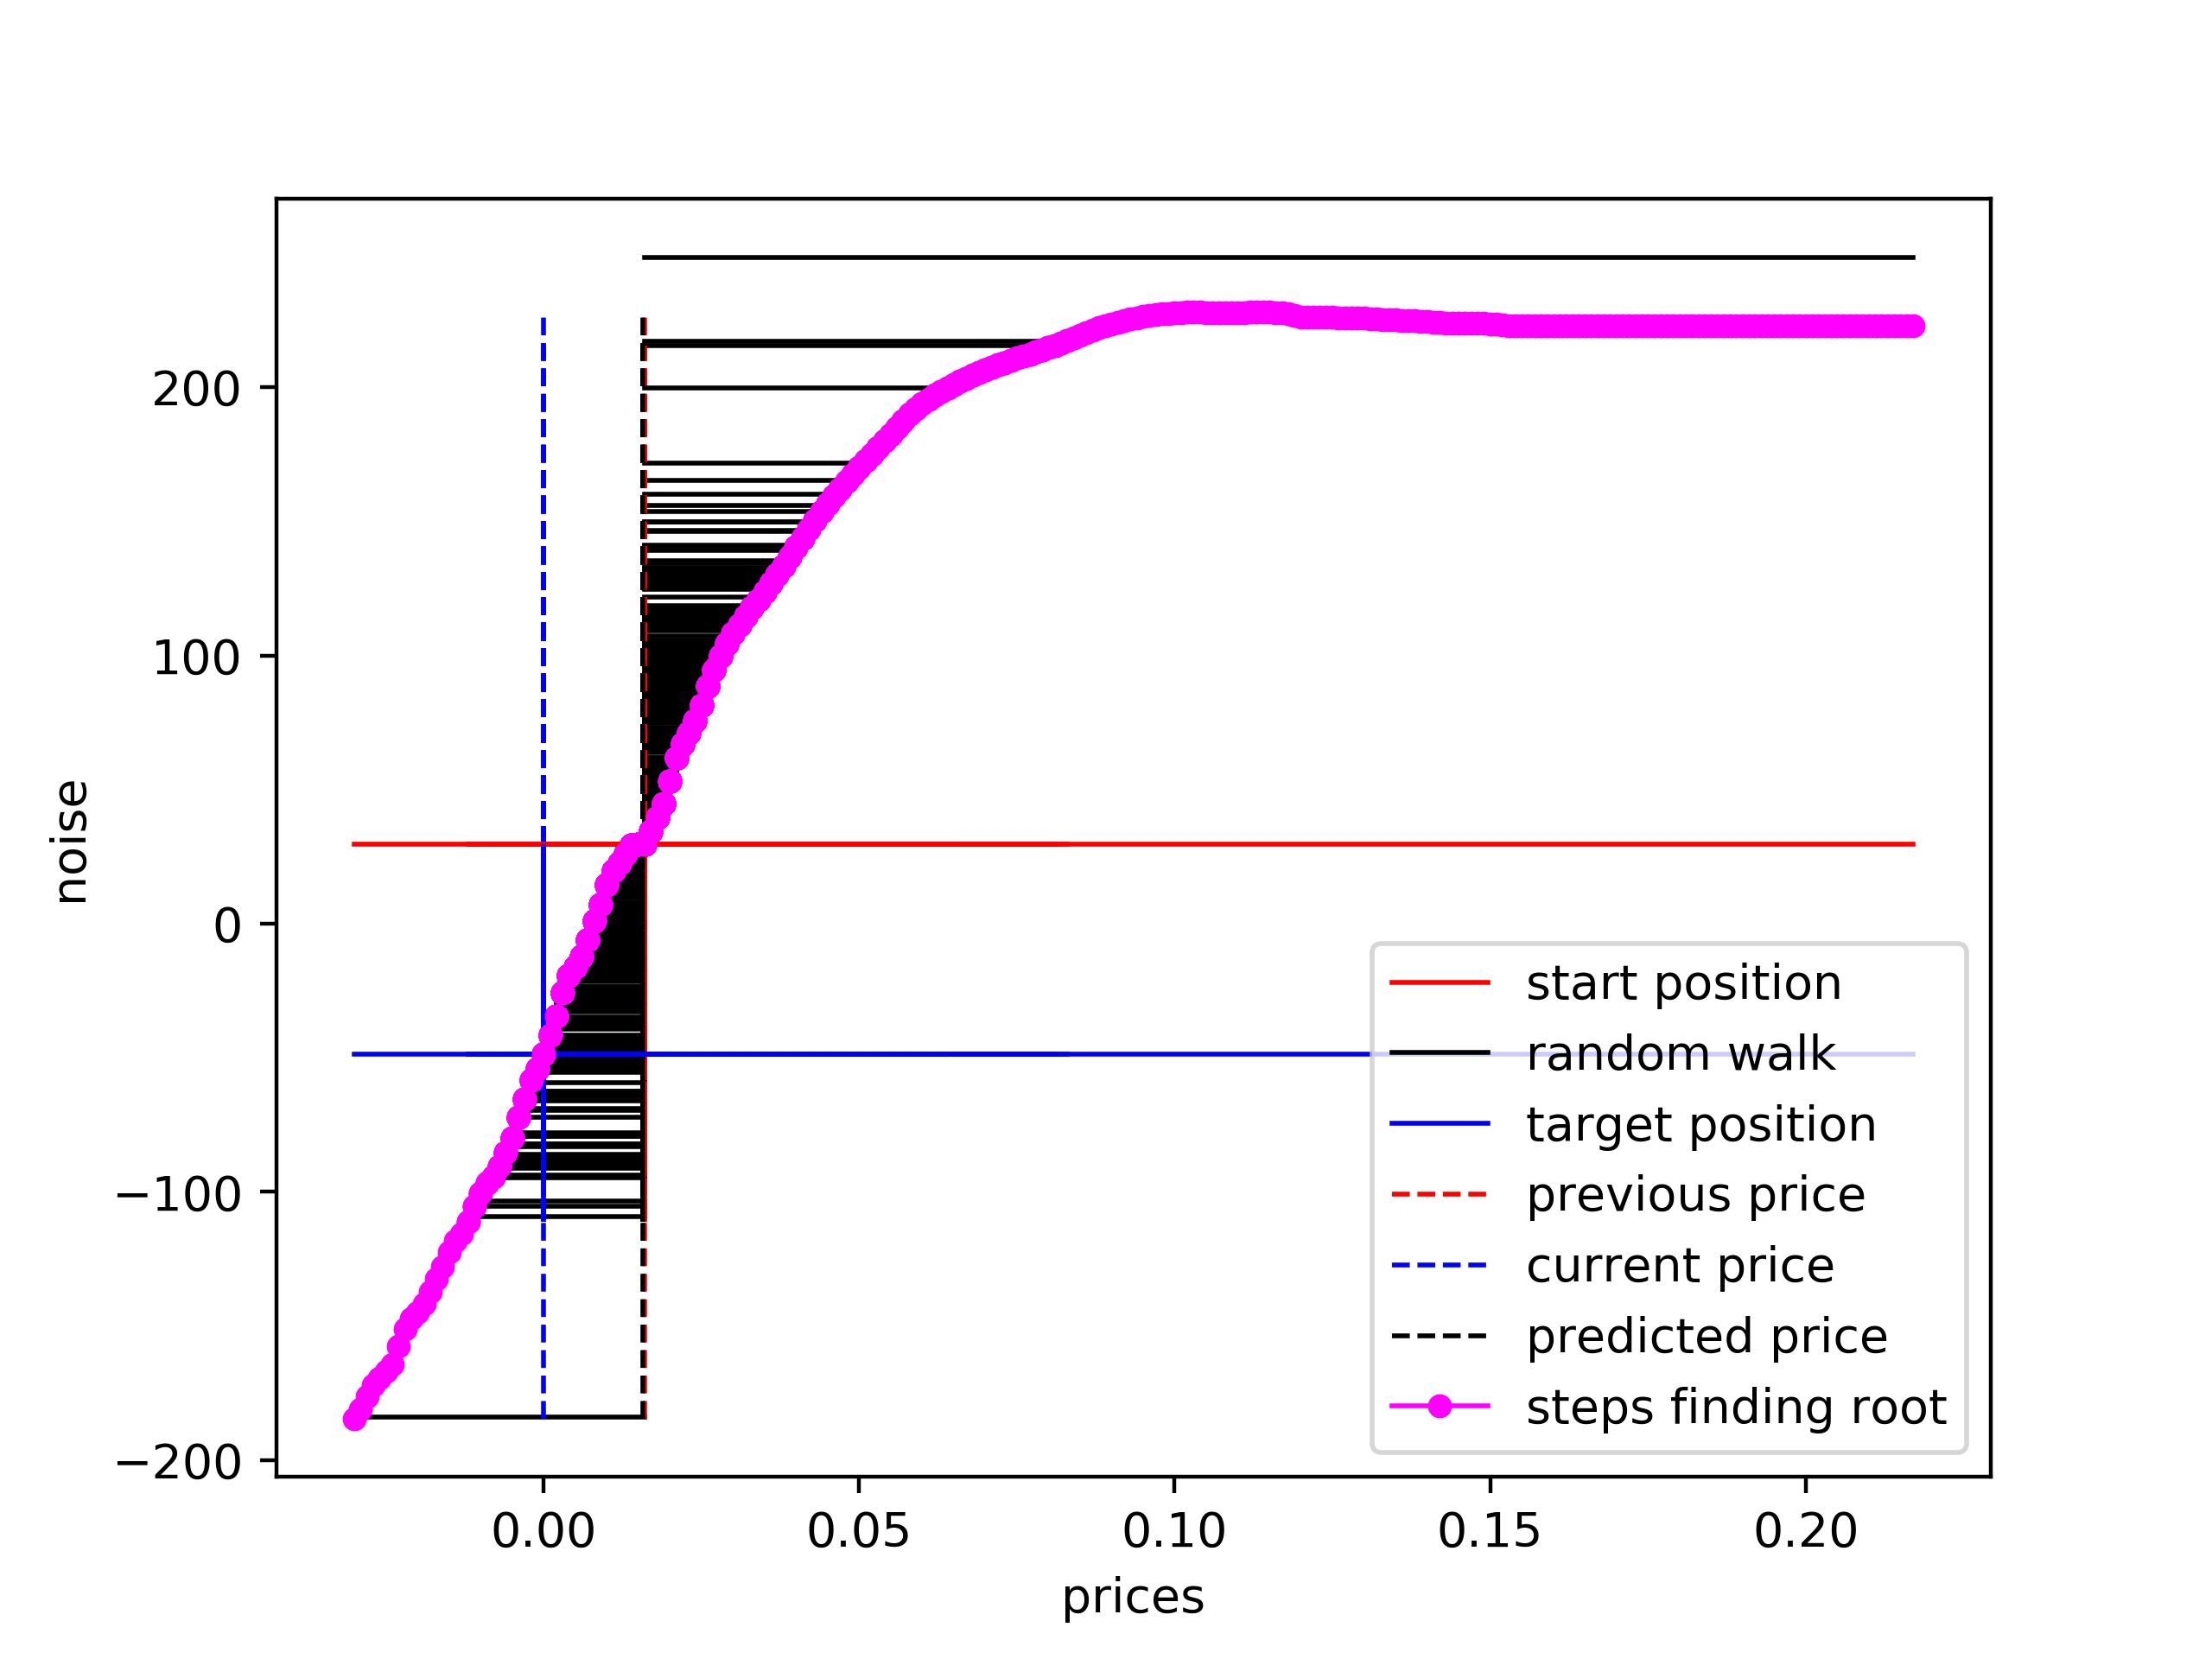 200
100
0
−100
−200
noise
0.00 0.05 0.10 0.15 0.20
prices
start position
random walk
target position
previous price
current price
predicted price
steps finding root